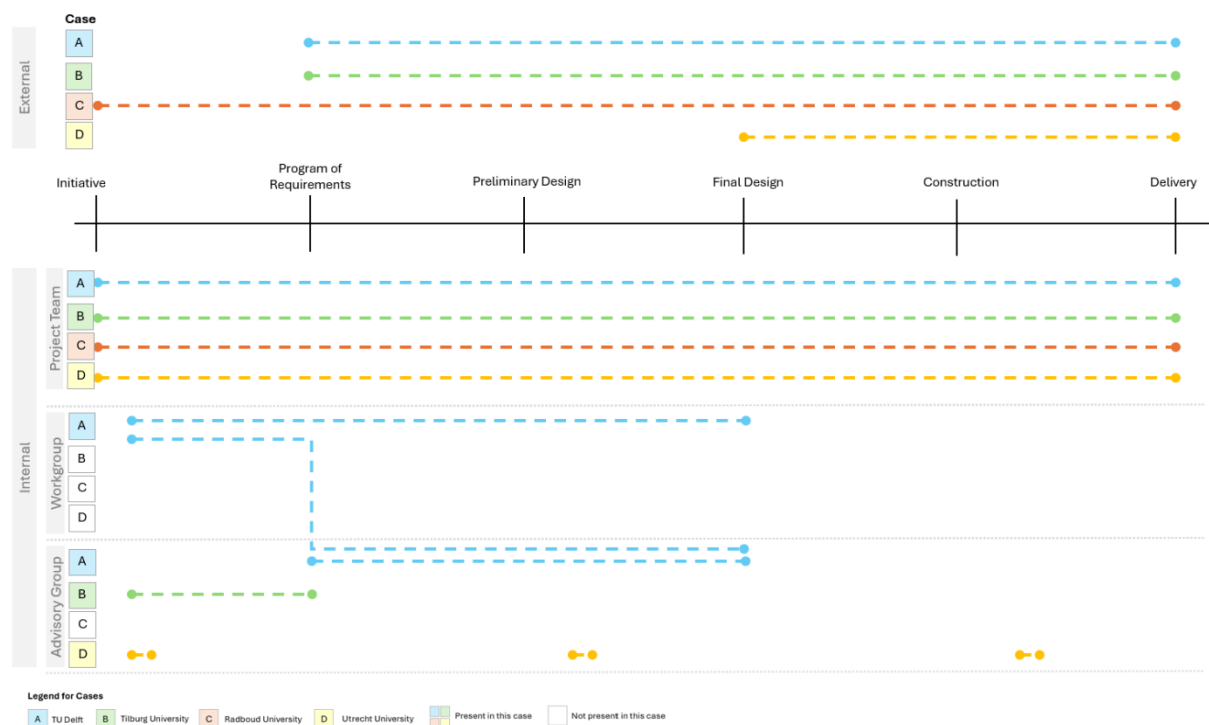 Case
External
A
B
C
D
Initiative
Program of
Requirements
Preliminary Design
Final Design
Construction
Delivery
Internal
Project Team
A
B
C
D
Workgroup
A
B
C
D
Advisory Group
A
B
C
D
Legend for Cases
A TU Delft B Tilburg University C Radboud University D Utrecht University Present in this case Not present in this case